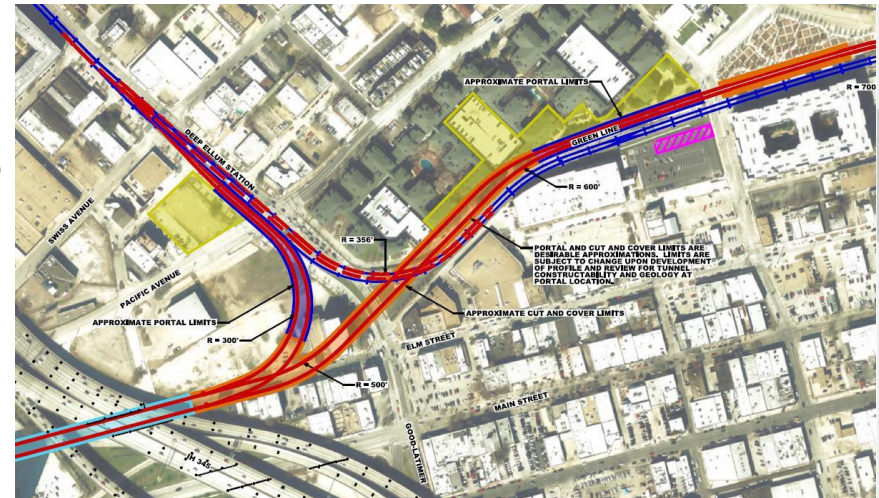 APPROXIMATE PORTAL LIMITS
R = 700
GREEN LINE
DEEP ELLUM STATION
R = 600'
SWISS AVENUE
R = 356'
PORTAL AND CUT AND COVER LIMITS ARE
DESIRABLE APPROXIMATIONS. LIMITS ARE
SUBJECT TO CHANGE UPON DEVELOPMENT
OF PROFILE AND REVIEW FOR TUNNEL
CONSTRUCTABILITY AND GEOLOGY AT
PORTAL LOCATION.
PACIFIC AVENUE
APPROXIMATE CUT AND COVER LIMITS
APPROXIMATE PORTAL LIMITS
R = 300'
ELM STREET
R = 500'
MAIN STREET
GOOD-LATIMER
IH 345